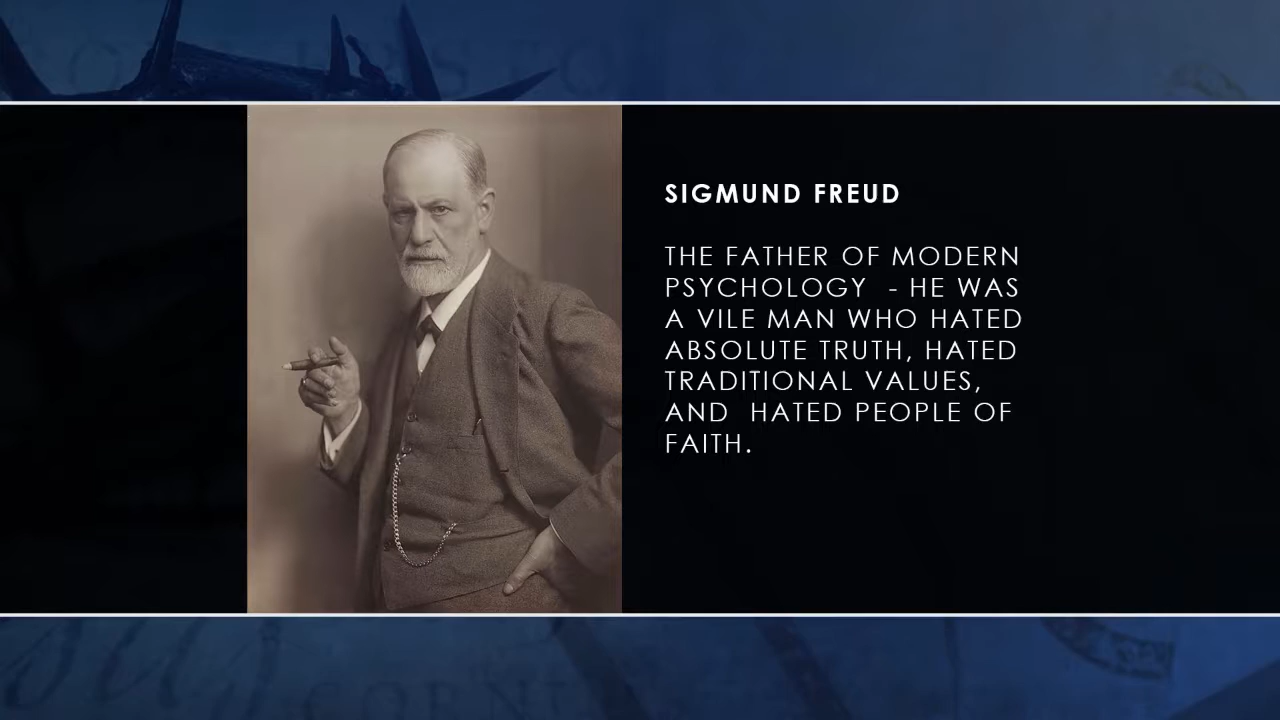 SIGMUND FREUD
THE FATHER OF MODERN
PSYCHOLOGY  - HE WAS
A VILE MAN WHO HATED
ABSOLUTE TRUTH, HATED
TRADITIONAL VALUES,
AND  HATED PEOPLE OF
FAITH.